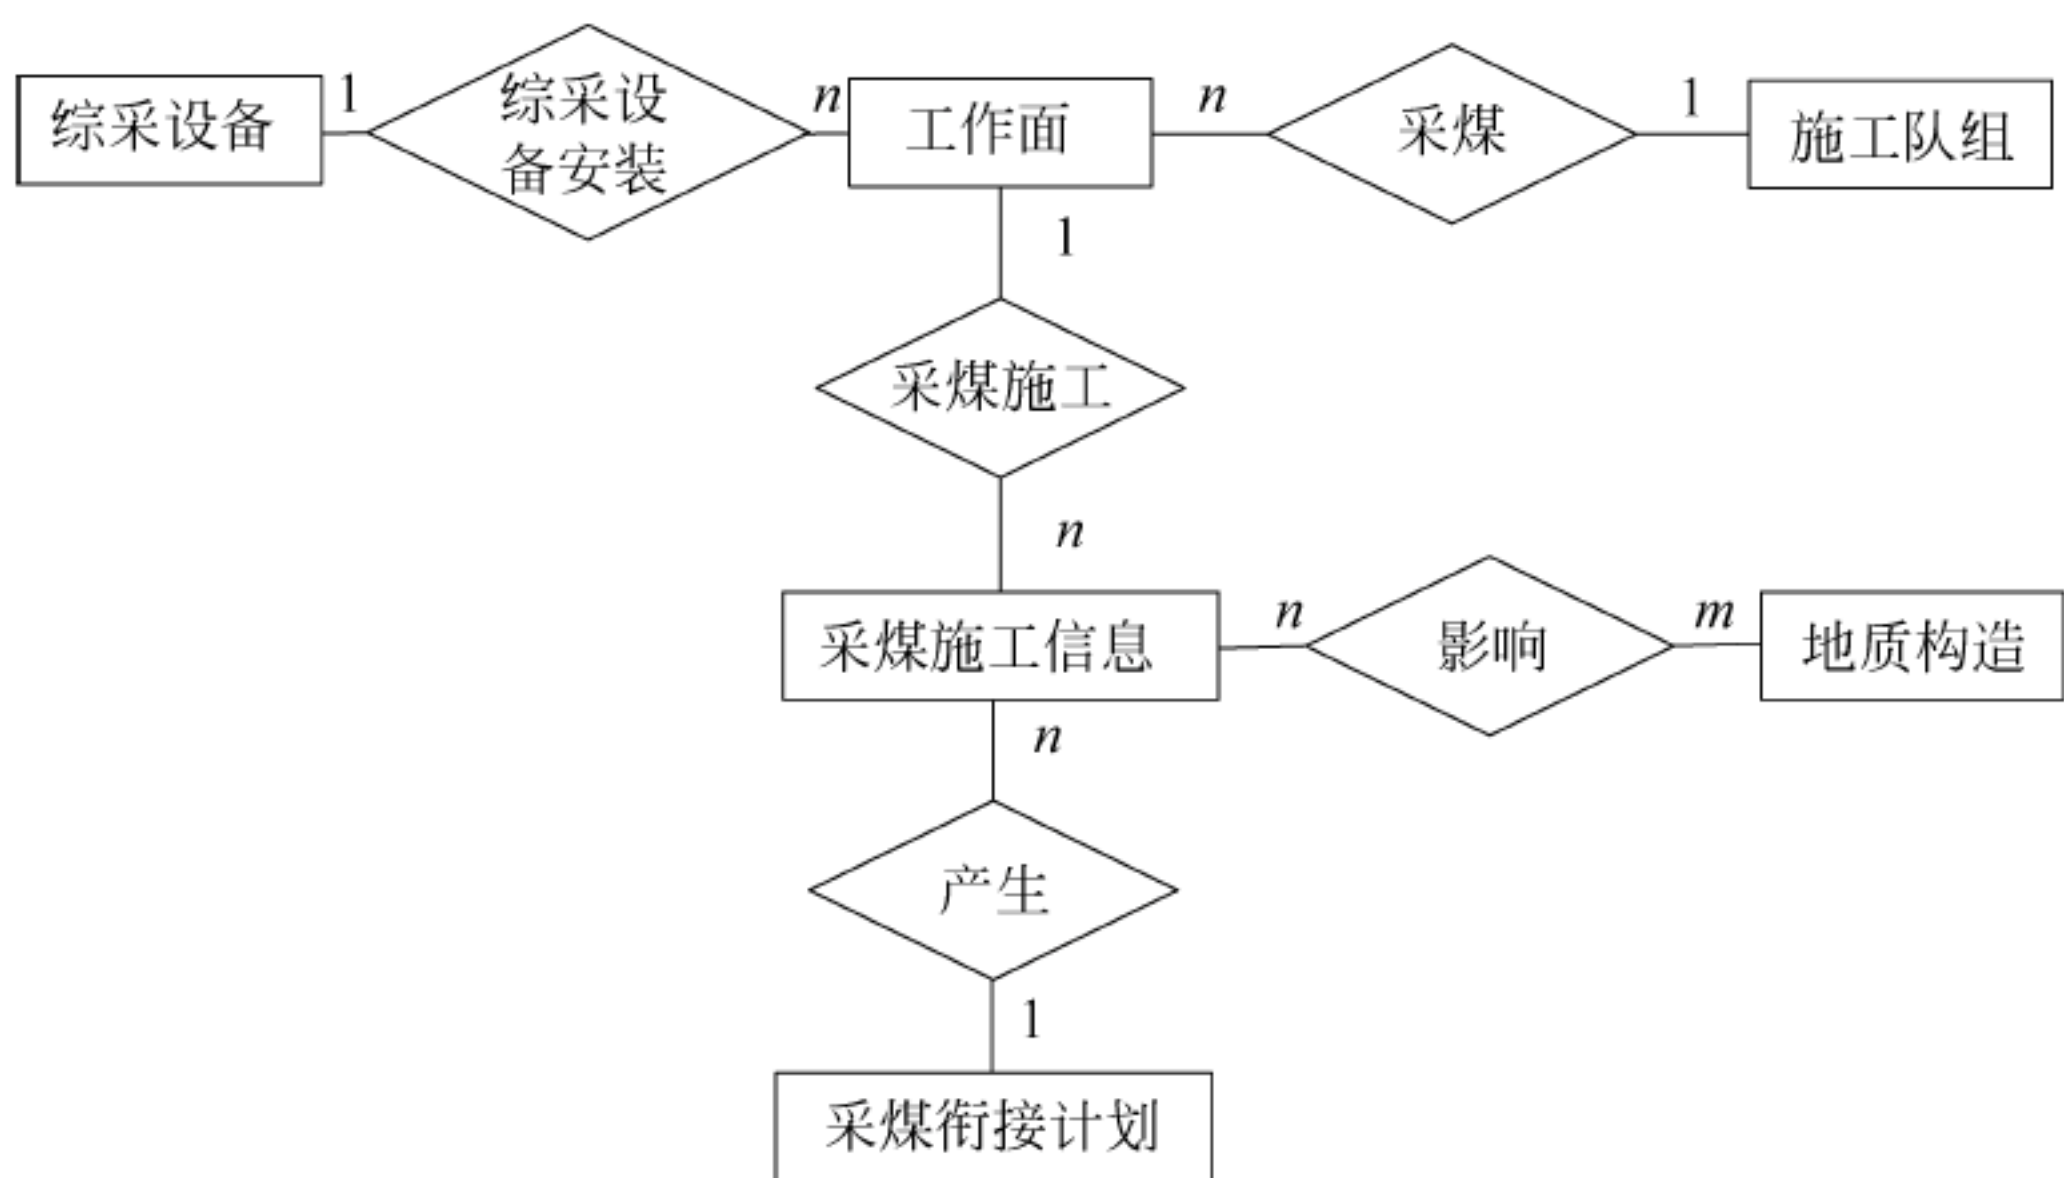 综采设备
1
综采设
备安装
n
工作面
n
采煤
1
施工队组
1
采煤施工
n
采煤施工信息
n
影响
m
地质构造
n
产生
1
采煤衔接计划